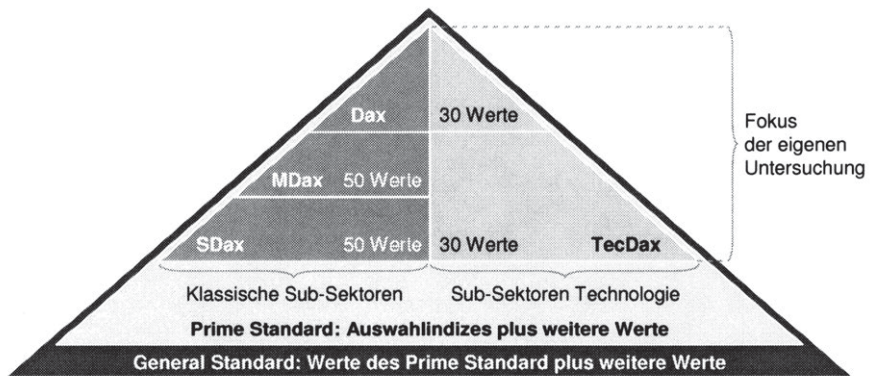 Dax 30 Werte
Fokus
der eigenen
Untersuchung
MDax 50 Werte
SDax 50 Werte 30 Werte TecDax
Klassische Sub-Sektoren Sub-Sektoren Technologie
Prime Standard: Auswahlindizes plus weitere Werte
General Standard: Werte des Prime Standard plus weitere Werte